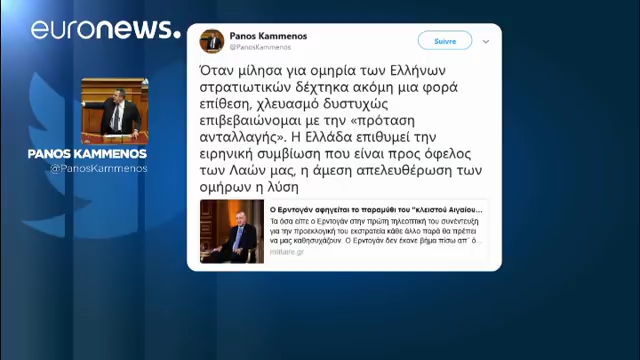 euronews.
Panos Kammenos
@PanosKammenos
Suivre
Όταν μίλησα για ομηρία των Ελλήνων
στρατιωτικών δέχτηκα ακόμη μια φορά
επίθεση, χλευασμό δυστυχώς
επιβεβαιώνομαι με την «πρόταση
ανταλλαγής». Η Ελλάδα επιθυμεί την
ειρηνική συμβίωση που είναι προς όφελος
των Λαών μας, η άμεση απελευθέρωση των
ομήρων η λύση
Ο Ερντογάν αφηγείται το παραμύθι του "κλειστού Αιγαίου...
Τα όσα είπε ο Ερντογάν στην πρώτη τηλεοπτική του συνέντευξη
για την προεκλογική του εκστρατεία κάθε άλλο παρά θα πρέπει
να μας καθησυχάζουν. Ο Ερντογάν δεν έκανε βήμα πίσω απ΄ ό...
militaire.gr
PANOS KAMMENOS
@PanosKammenos